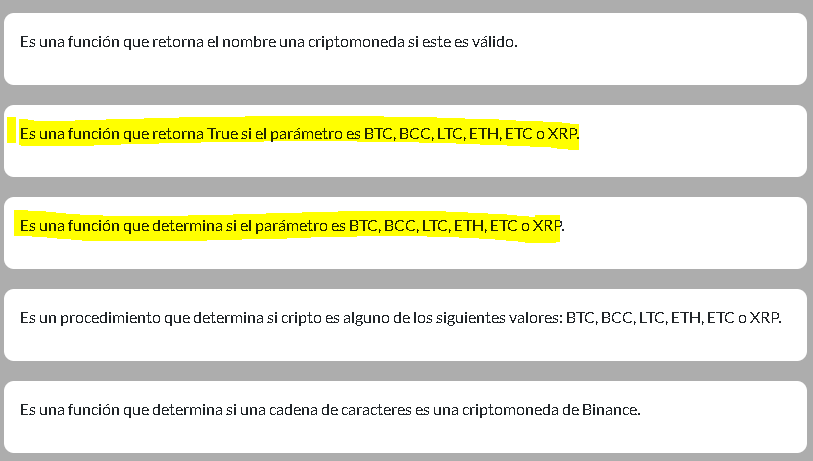 Es una función que retorna el nombre una criptomoneda si este es válido.
Es una función que retorna True si el parámetro es BTC, BCC, LTC, ETH, ETC o XRP.
Es una función que determina si el parámetro es BTC, BCC, LTC, ETH, ETC o XRP.
Es un procedimiento que determina si cripto es alguno de los siguientes valores: BTC, BCC, LTC, ETH, ETC o XRP.
Es una función que determina si una cadena de caracteres es una criptomoneda de Binance.